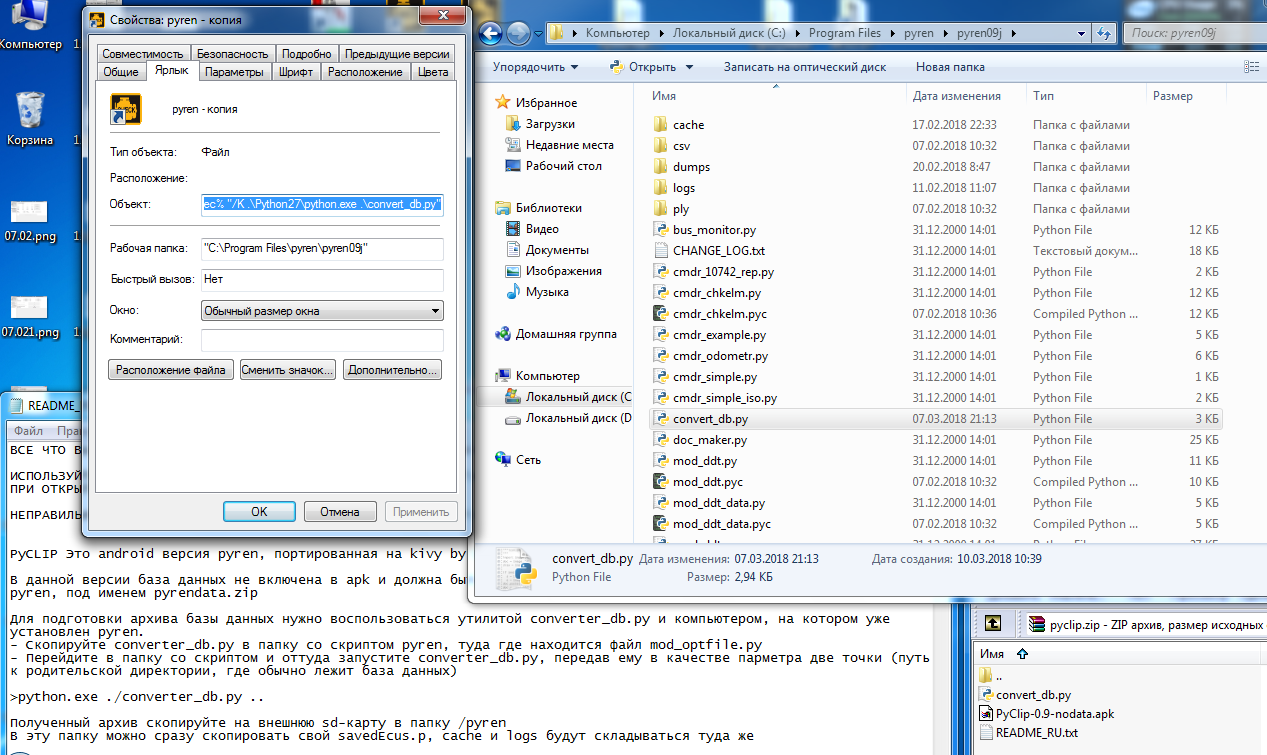 Компьютер
Корзина
07.02.png
07.021.png
Свойства: pyren - копия
Совместимость
Безопасность
Подробно
Предыдущие версии
Общие
Ярлык
Параметры
Шрифт
Расположение
Цвета
pyren - копия
Тип объекта:
Файл
Расположение:
Объект:
ec% "/K .\Python27\python.exe .\convert_db.py"
Рабочая папка:
"C:\Program Files\pyren\pyren09j"
Быстрый вызов:
Нет
Окно:
Обычный размер окна
Комментарий:
Расположение файла
Сменить значок...
Дополнительно...
OK
Отмена
Применить
Компьютер
Локальный диск (C:)
Program Files
pyren
pyren09j
Поиск: pyren09j
Упорядочить
Открыть
Записать на оптический диск
Новая папка
Избранное
Загрузки
Недавние места
Рабочий стол
Библиотеки
Видео
Документы
Изображения
Музыка
Домашняя группа
Компьютер
Локальный диск (C
Локальный диск (D
Сеть
Имя Дата изменения Тип Размер
cache 17.02.2018 22:33 Папка с файлами
csv 07.02.2018 10:32 Папка с файлами
dumps 20.02.2018 8:47 Папка с файлами
logs 11.02.2018 11:07 Папка с файлами
ply 07.02.2018 10:32 Папка с файлами
bus_monitor.py 31.12.2000 14:01 Python File 12 КБ
CHANGE_LOG.txt 31.12.2000 14:01 Текстовый докум... 18 КБ
cmdr_10742_rep.py 31.12.2000 14:01 Python File 2 КБ
cmdr_chkelm.py 31.12.2000 14:01 Python File 12 КБ
cmdr_chkelm.pyc 07.02.2018 10:36 Compiled Python ... 12 КБ
cmdr_example.py 31.12.2000 14:01 Python File 5 КБ
cmdr_odometr.py 31.12.2000 14:01 Python File 6 КБ
cmdr_simple.py 31.12.2000 14:01 Python File 1 КБ
cmdr_simple_iso.py 31.12.2000 14:01 Python File 2 КБ
convert_db.py 07.03.2018 21:13 Python File 3 КБ
doc_maker.py 31.12.2000 14:01 Python File 25 КБ
mod_ddt.py 31.12.2000 14:01 Python File 11 КБ
mod_ddt.pyc 07.02.2018 10:32 Compiled Python ... 10 КБ
mod_ddt_data.py 31.12.2000 14:01 Python File 5 КБ
mod_ddt_data.pyc 07.02.2018 10:32 Compiled Python ... 5 КБ
convert_db.py Дата изменения: 07.03.2018 21:13 Дата создания: 10.03.2018 10:39
Python File Размер: 2,94 КБ
README_
Файл Пра
ВСЕ ЧТО В
ИСПОЛЬЗУЙ
ПРИ ОТКРЫ
НЕПРАВИЛЬ
PyCLIP Это android версия pyren, портированная на kivy by
В данной версии база данных не включена в apk и должна бы
pyren, под именем pyrendata.zip
Для подготовки архива базы данных нужно воспользоваться утилитой converter_db.py и компьютером, на котором уже
установлен pyren.
- Скопируйте converter_db.py в папку со скриптом pyren, туда где находится файл mod_optfile.py
- Перейдите в папку со скриптом и оттуда запустите converter_db.py, передав ему в качестве парметра две точки (путь
к родительской директории, где обычно лежит база данных)
>python.exe ./converter_db.py ..
Полученный архив скопируйте на внешнюю sd-карту в папку /pyren
В эту папку можно сразу скопировать свой savedEcus.p, cache и logs будут складываться туда же
pyclip.zip - ZIP архив, размер исходных
Имя
..
convert_db.py
PyClip-0.9-nodata.apk
README_RU.txt